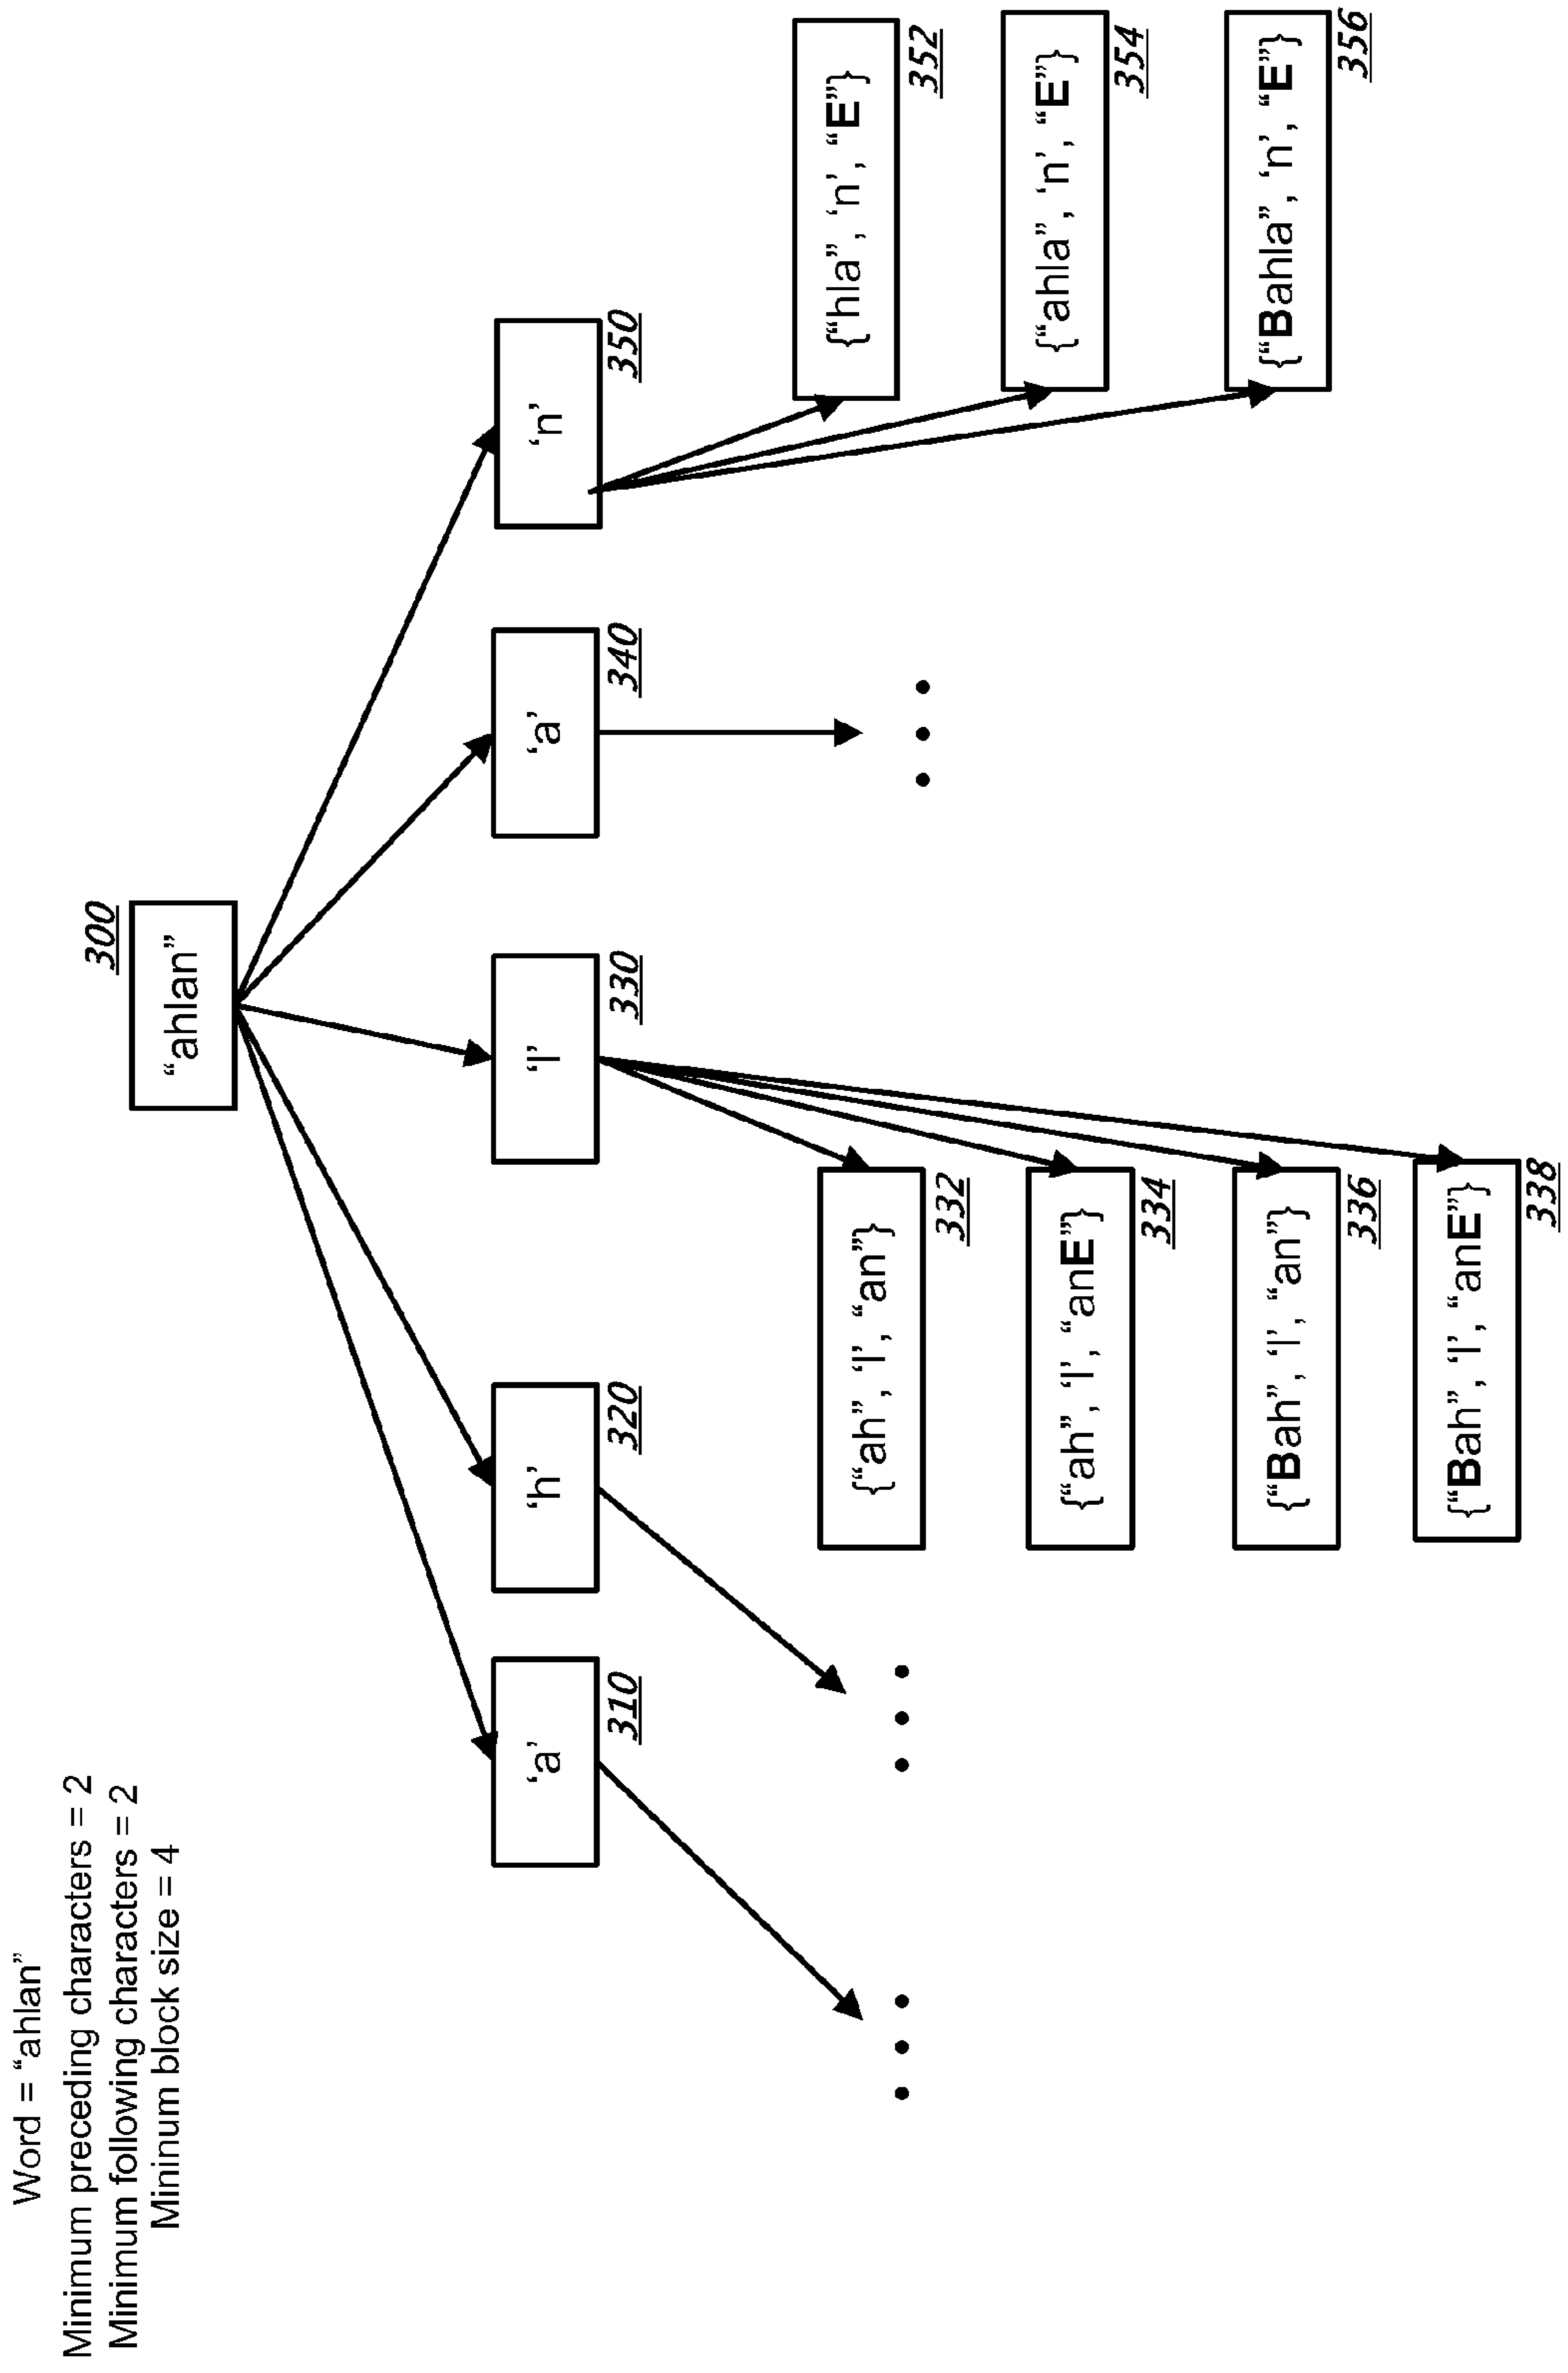 Word = “ahlan”
Minimum preceding characters = 2
Minimum following characters = 2
Mininum block size = 4
300
“ahlan”
‘a’
310
‘h’
320
‘l’
330
‘a’
340
‘n’
350
{“ah”, ‘l’, “an”}
332
{“ah”, ‘l’, “anE”}
334
{“Bah”, ‘l’, “an”}
336
{“Bah”, ‘l’, “anE”}
338
{“hla”, ‘n’, “E”}
352
{“ahla”, ‘n’, “E”}
354
{“Bahla”, ‘n’, “E”}
356